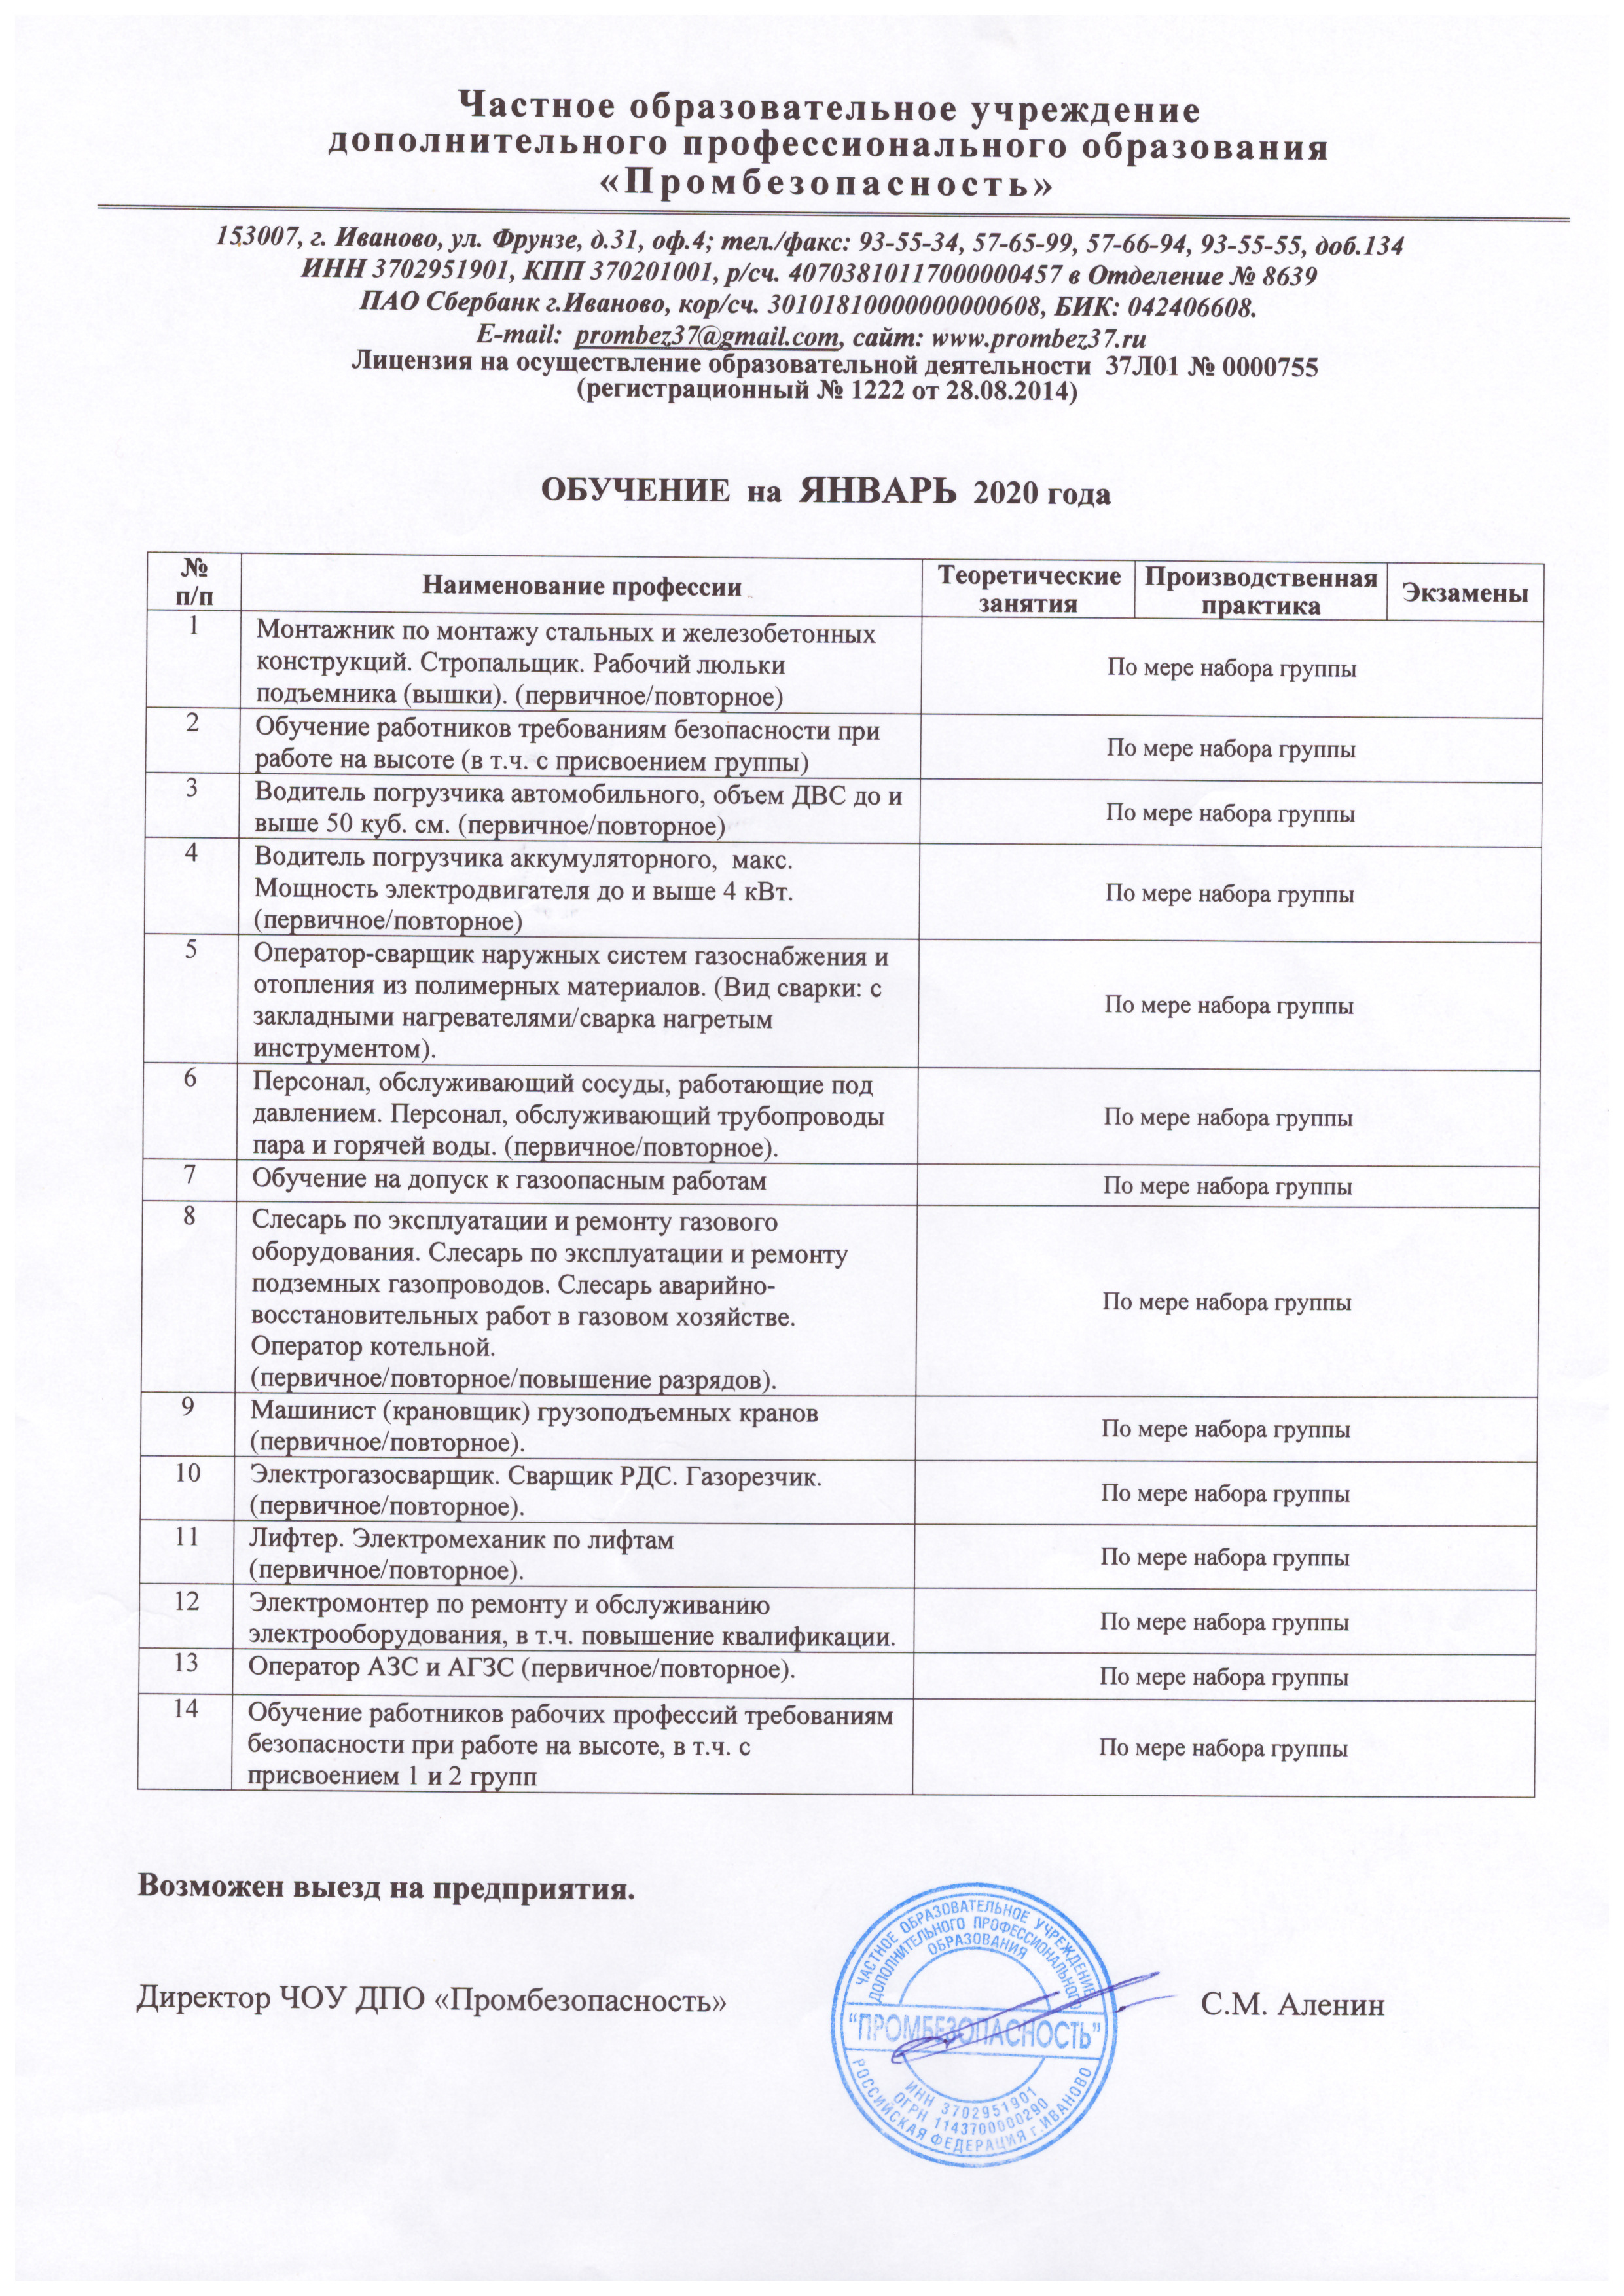 Частное образовательное учреждение
дополнительного профессионального образования
«Промбезопасность»
153007, г. Иваново, ул. Фрунзе, д.31, оф.4; тел./факс: 93-55-34, 57-65-99, 57-66-94, 93-55-55, доб.134
ИНН 3702951901, КПП 370201001, р/сч. 40703810117000000457 в Отделение № 8639
ПАО Сбербанк г.Иваново, кор/сч. 30101810000000000608, БИК: 042406608.
E-mail: prombez37@gmail.com, сайт: www.prombez37.ru
Лицензия на осуществление образовательной деятельности 37Л01 № 0000755
(регистрационный № 1222 от 28.08.2014)
ОБУЧЕНИЕ на ЯНВАРЬ 2020 года
№ п/п
Наименование профессии
Теоретические занятия
Производственная практика
Экзамены
1
Монтажник по монтажу стальных и железобетонных
конструкций. Стропальщик. Рабочий люльки
подъемника (вышки). (первичное/повторное)
По мере набора группы
2
Обучение работников требованиям безопасности при
работе на высоте (в т.ч. с присвоением группы)
По мере набора группы
3
Водитель погрузчика автомобильного, объем ДВС до и
выше 50 куб. см. (первичное/повторное)
По мере набора группы
4
Водитель погрузчика аккумуляторного, макс.
Мощность электродвигателя до и выше 4 кВт.
(первичное/повторное)
По мере набора группы
5
Оператор-сварщик наружных систем газоснабжения и
отопления из полимерных материалов. (Вид сварки: с
закладными нагревателями/сварка нагретым
инструментом).
По мере набора группы
6
Персонал, обслуживающий сосуды, работающие под
давлением. Персонал, обслуживающий трубопроводы
пара и горячей воды. (первичное/повторное).
По мере набора группы
7
Обучение на допуск к газоопасным работам
По мере набора группы
8
Слесарь по эксплуатации и ремонту газового
оборудования. Слесарь по эксплуатации и ремонту
подземных газопроводов. Слесарь аварийно-
восстановительных работ в газовом хозяйстве.
Оператор котельной.
(первичное/повторное/повышение разрядов).
По мере набора группы
9
Машинист (крановщик) грузоподъемных кранов
(первичное/повторное).
По мере набора группы
10
Электрогазосварщик. Сварщик РДС. Газорезчик.
(первичное/повторное).
По мере набора группы
11
Лифтер. Электромеханик по лифтам
(первичное/повторное).
По мере набора группы
12
Электромонтер по ремонту и обслуживанию
электрооборудования, в т.ч. повышение квалификации.
По мере набора группы
13
Оператор АЗС и АГЗС (первичное/повторное).
По мере набора группы
14
Обучение работников рабочих профессий требованиям
безопасности при работе на высоте, в т.ч. с
присвоением 1 и 2 групп
По мере набора группы
Возможен выезд на предприятия.
Директор ЧОУ ДПО «Промбезопасность»
С.М. Аленин
ЧАСТНОЕ ОБРАЗОВАТЕЛЬНОЕ УЧРЕЖДЕНИЕ
ДОПОЛНИТЕЛЬНОГО ПРОФЕССИОНАЛЬНОГО
ОБРАЗОВАНИЯ
"ПРОМБЕЗОПАСНОСТЬ"
ИНН 3702951901
ОГРН 1143700000290
РОССИЙСКАЯ ФЕДЕРАЦИЯ г.ИВАНОВО